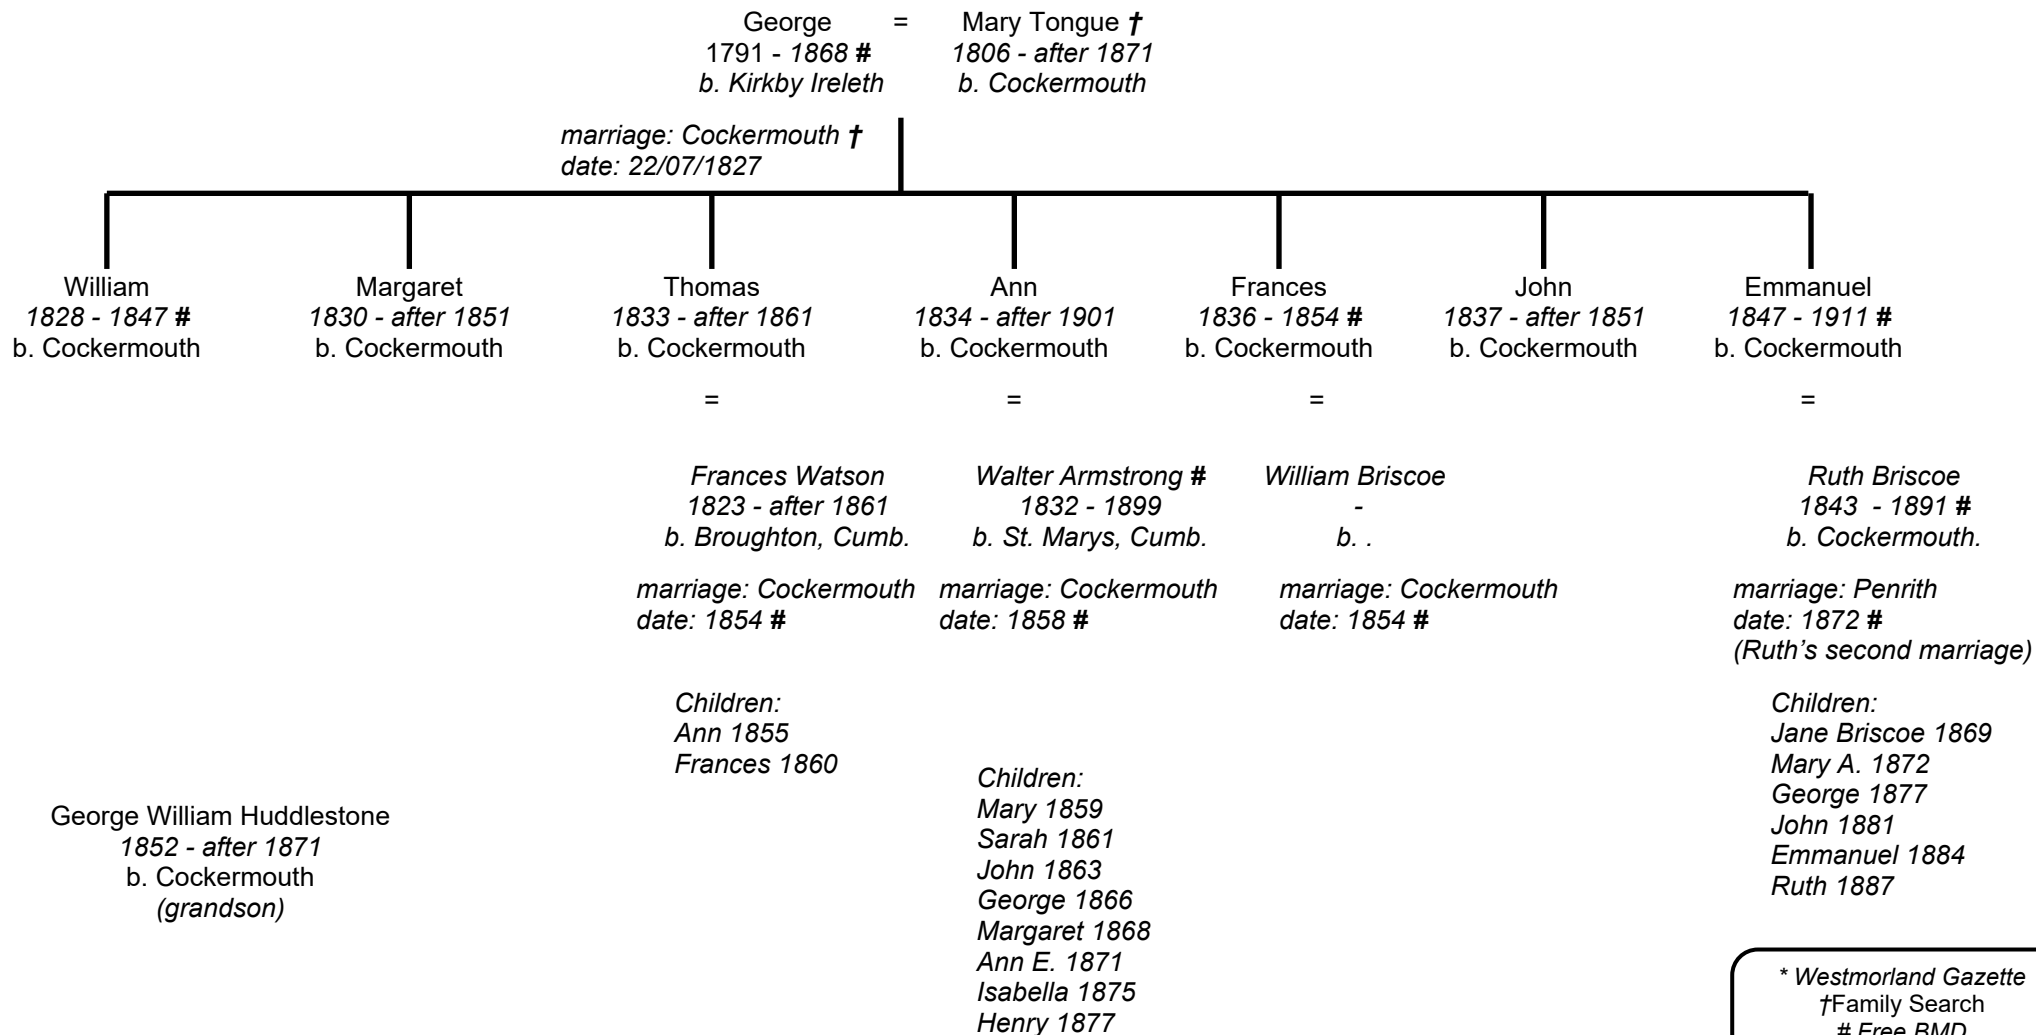 George = Mary Tongue †
1791 - 1868 # 1806 - after 1871
b. Kirkby Ireleth b. Cockermouth
marriage: Cockermouth †
date: 22/07/1827
William Margaret Thomas Ann Frances John Emmanuel
1828 - 1847 # 1830 - after 1851 1833 - after 1861 1834 - after 1901 1836 - 1854 # 1837 - after 1851 1847 - 1911 #
b. Cockermouth b. Cockermouth b. Cockermouth b. Cockermouth b. Cockermouth b. Cockermouth b. Cockermouth
= = = =
Frances Watson Walter Armstrong # William Briscoe Ruth Briscoe
1823 - after 1861 1832 - 1899 - 1843 - 1891 #
b. Broughton, Cumb. b. St. Marys, Cumb. b. . b. Cockermouth.
marriage: Cockermouth marriage: Cockermouth marriage: Cockermouth marriage: Penrith
date: 1854 # date: 1858 # date: 1854 # date: 1872 #
(Ruth's second marriage)
Children:
Ann 1855
Frances 1860
Children:
Jane Briscoe 1869
Mary A. 1872
George 1877
John 1881
Emmanuel 1884
Ruth 1887
Children:
Mary 1859
Sarah 1861
John 1863
George 1866
Margaret 1868
Ann E. 1871
Isabella 1875
Henry 1877
George William Huddlestone
1852 - after 1871
b. Cockermouth
(grandson)
* Westmorland Gazette
†Family Search
# Free BMD